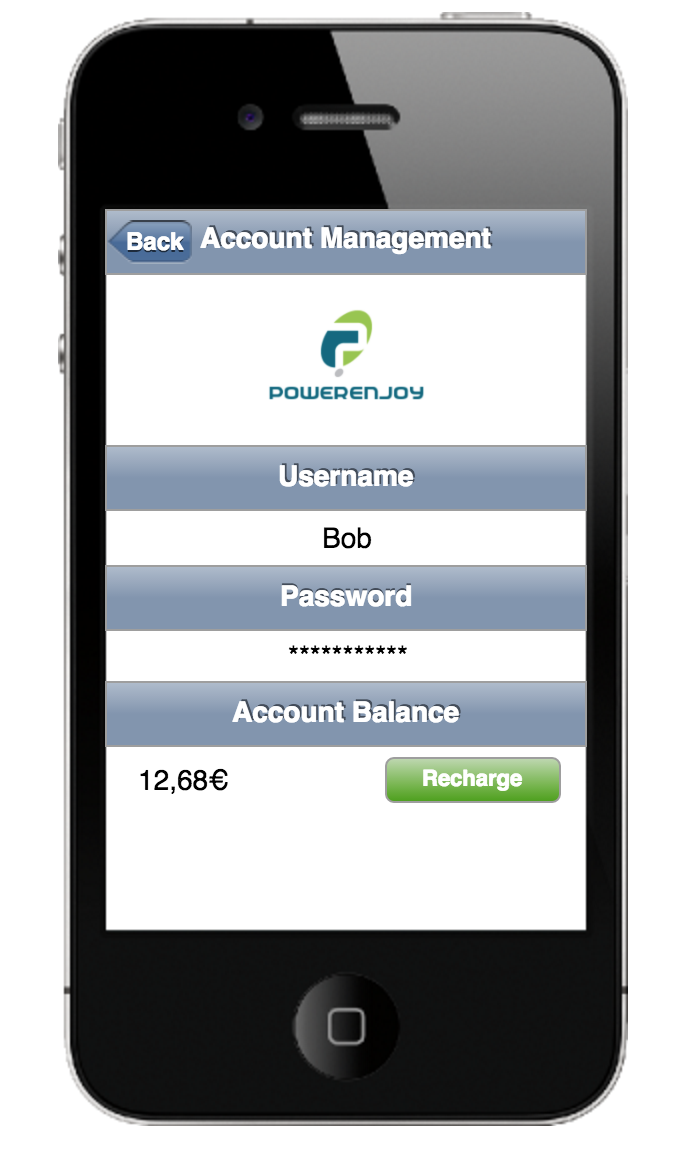 Back Account Management
POWERENJOY
Username
Bob
Password
***********
Account Balance
12,68€ Recharge